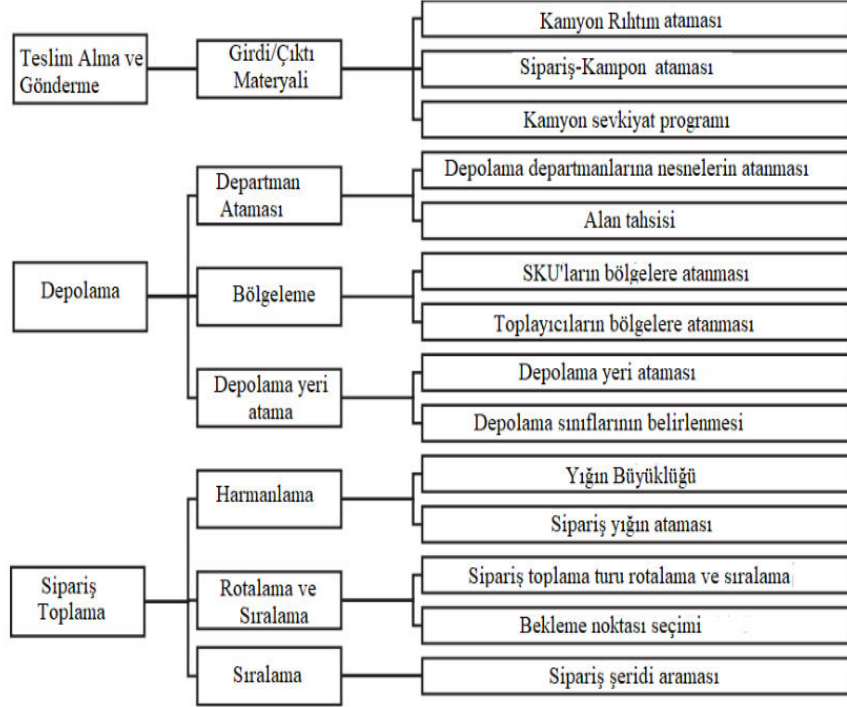 Teslim Alma ve
Gönderme
Girdi/Çıktı
Materyali
Kamyon Rıhtım ataması
Sipariş-Kampon ataması
Kamyon sevkiyat programı
Depolama
Departman
Ataması
Depolama departmanlarına nesnelerin atanması
Alan tahsisi
Bölgeleme
SKU'ların bölgelere atanması
Toplayıcıların bölgelere atanması
Depolama yeri
atama
Depolama yeri ataması
Depolama sınıflarının belirlenmesi
Sipariş
Toplama
Harmanlama
Yığın Büyüklüğü
Sipariş yığın ataması
Rotalama ve
Sıralama
Sipariş toplama turu rotalama ve sıralama
Bekleme noktası seçimi
Sıralama
Sipariş şeridi araması